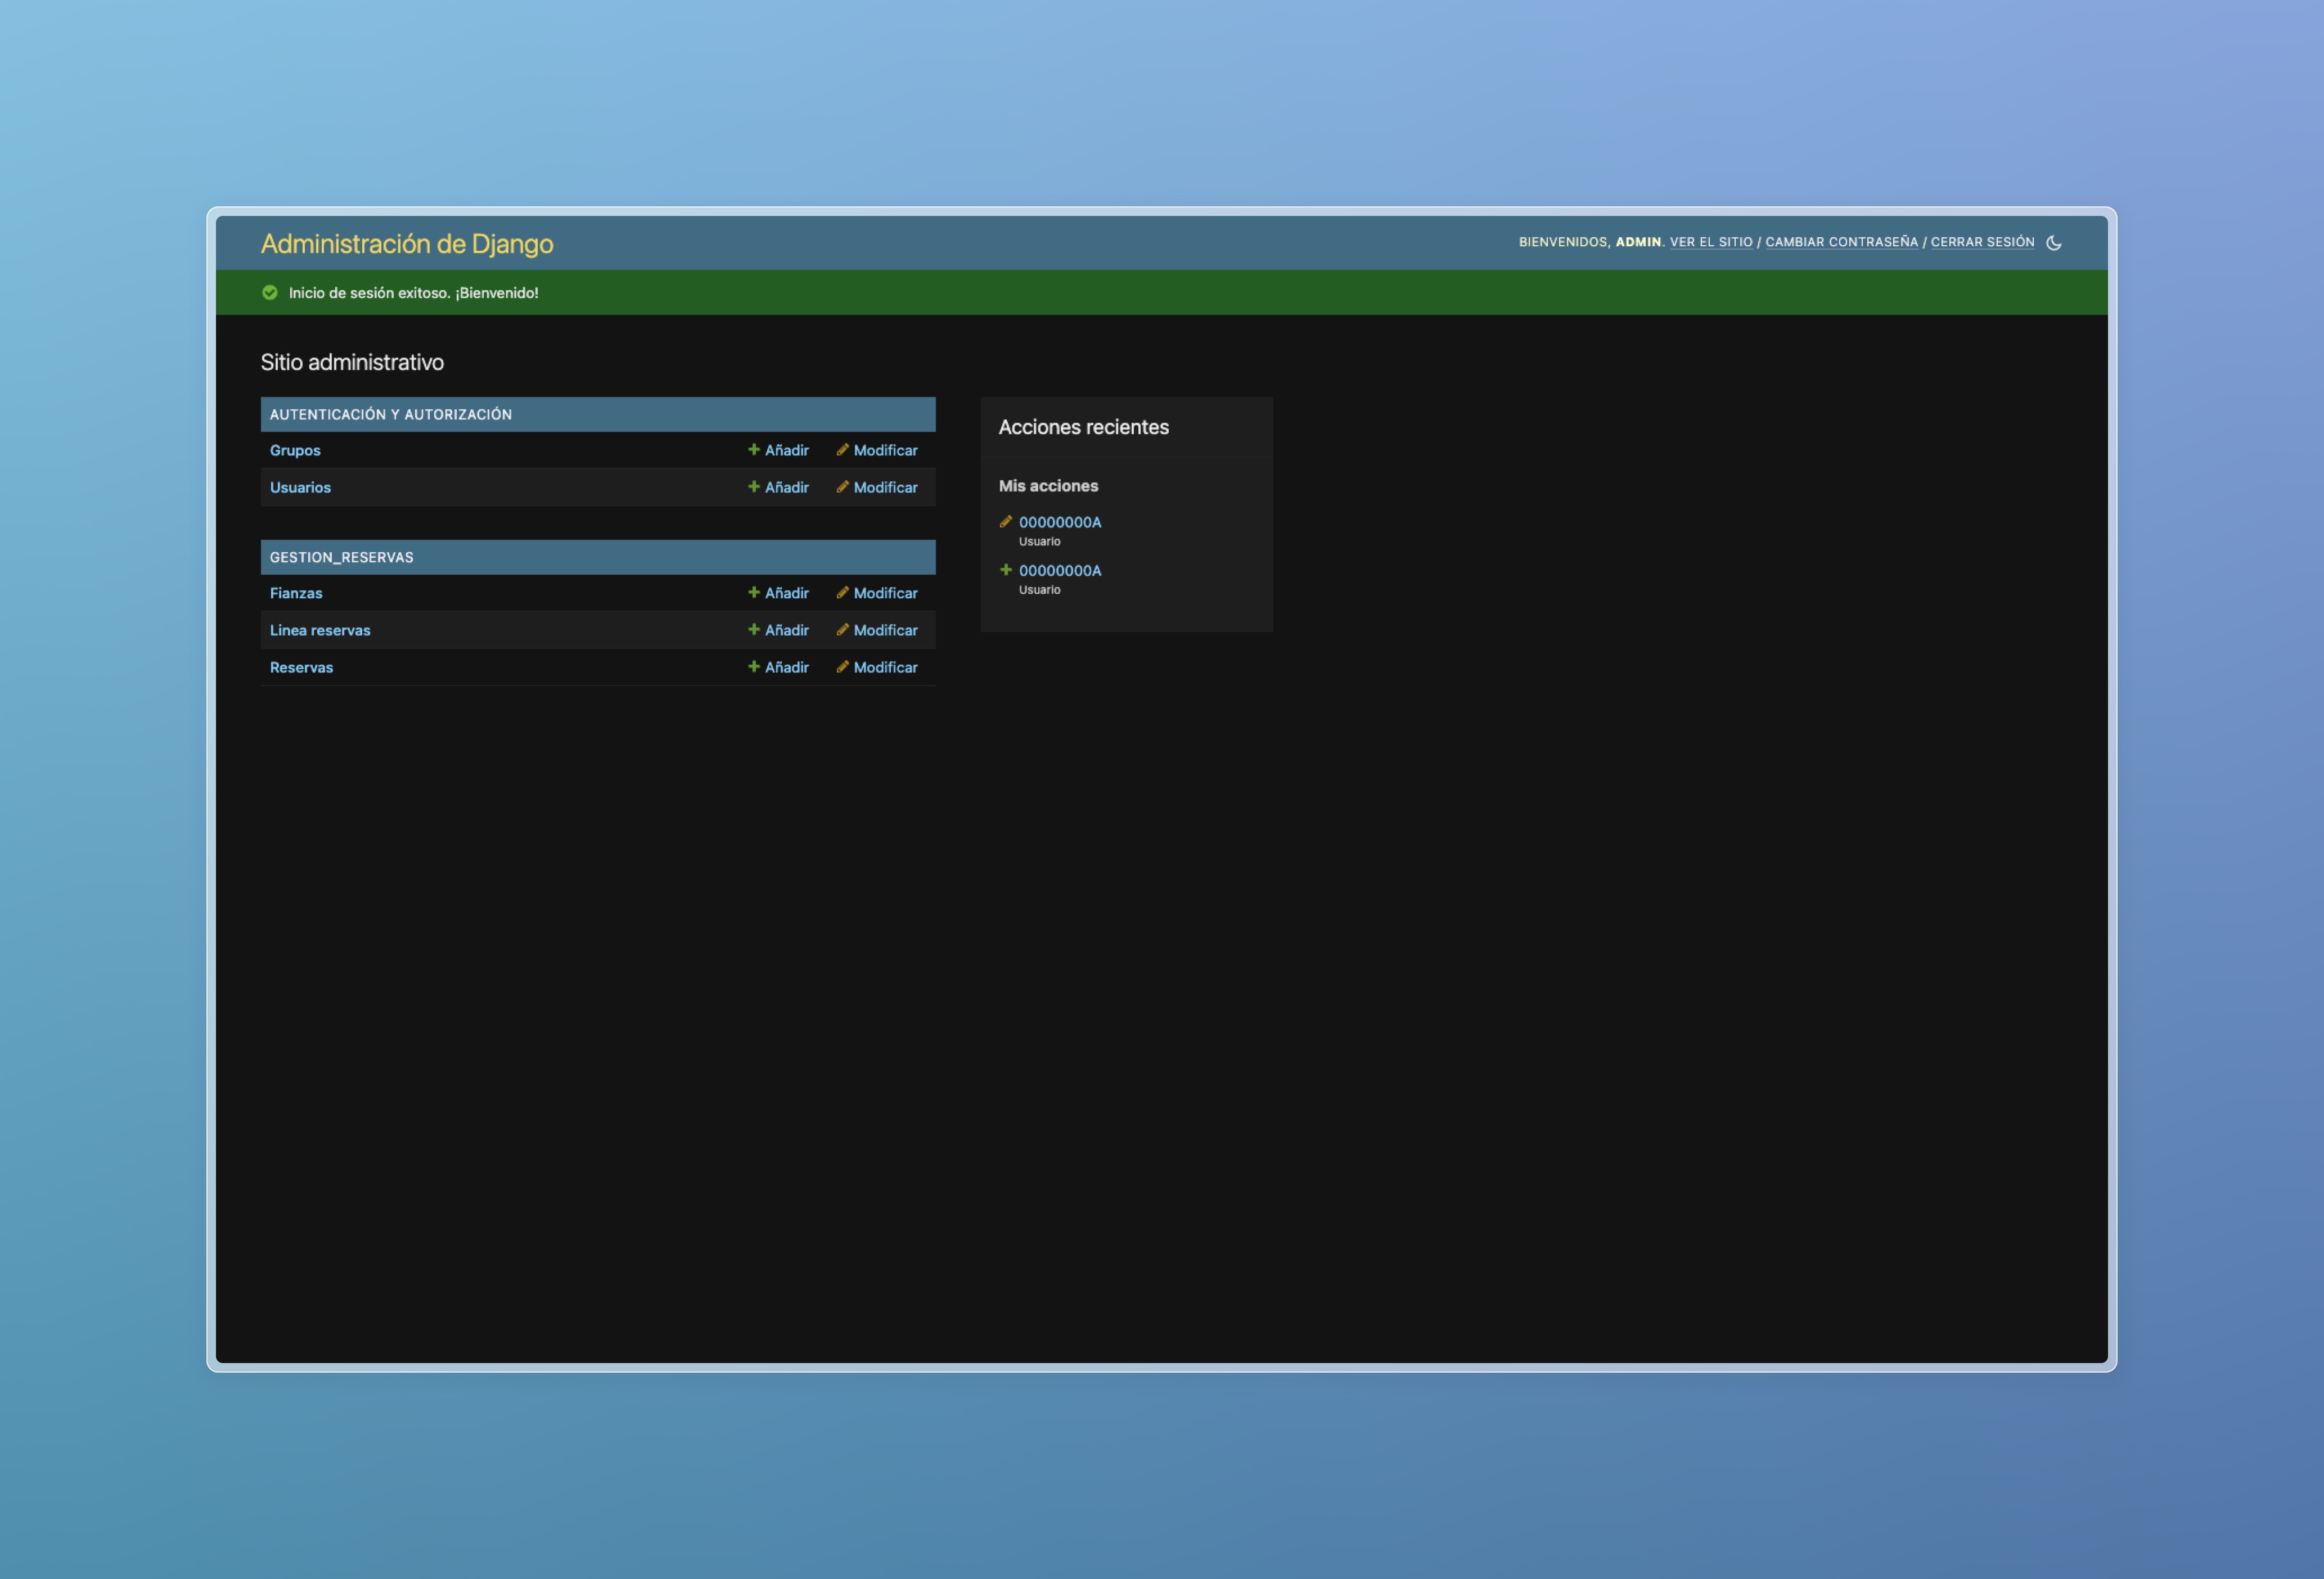 Administración de Django
BIENVENIDOS, ADMIN. VER EL SITIO / CAMBIAR CONTRASEÑA / CERRAR SESIÓN
Inicio de sesión exitoso. ¡Bienvenido!
Sitio administrativo
AUTENTICACIÓN Y AUTORIZACIÓN
Grupos Añadir Modificar
Usuarios Añadir Modificar
GESTION_RESERVAS
Fianzas Añadir Modificar
Linea reservas Añadir Modificar
Reservas Añadir Modificar
Acciones recientes
Mis acciones
00000000A
Usuario
00000000A
Usuario